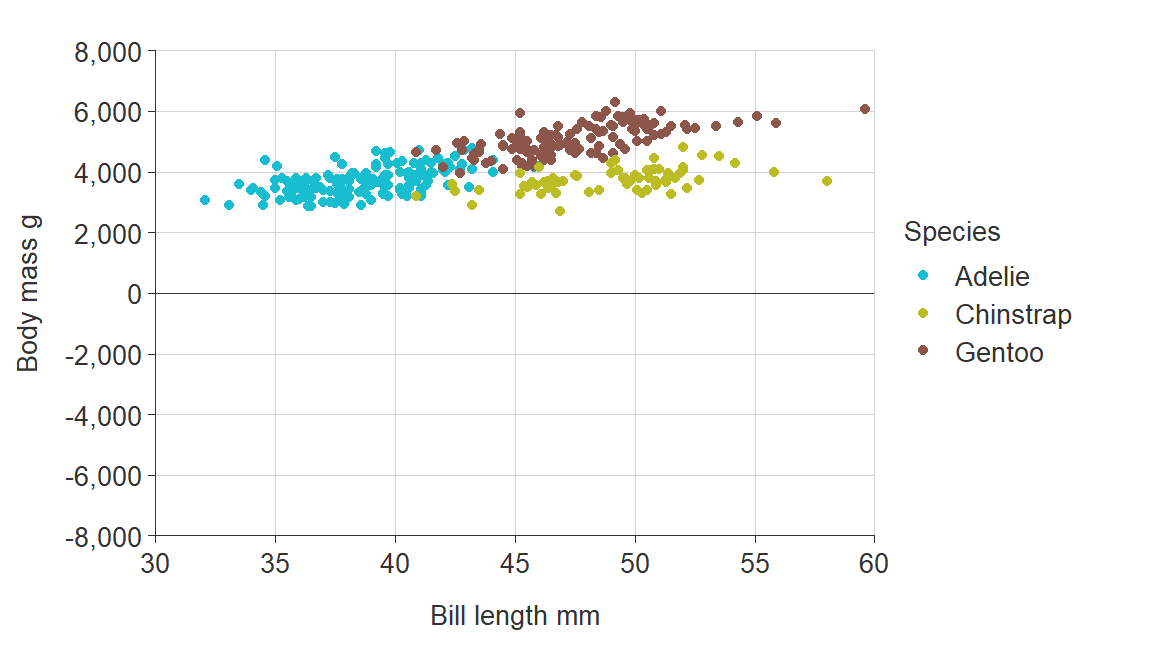 8,000
6,000
4,000
2,000
0
-2,000
-4,000
-6,000
-8,000
Body mass g
30 35 40 45 50 55 60
Bill length mm
Species
Adelie
Chinstrap
Gentoo